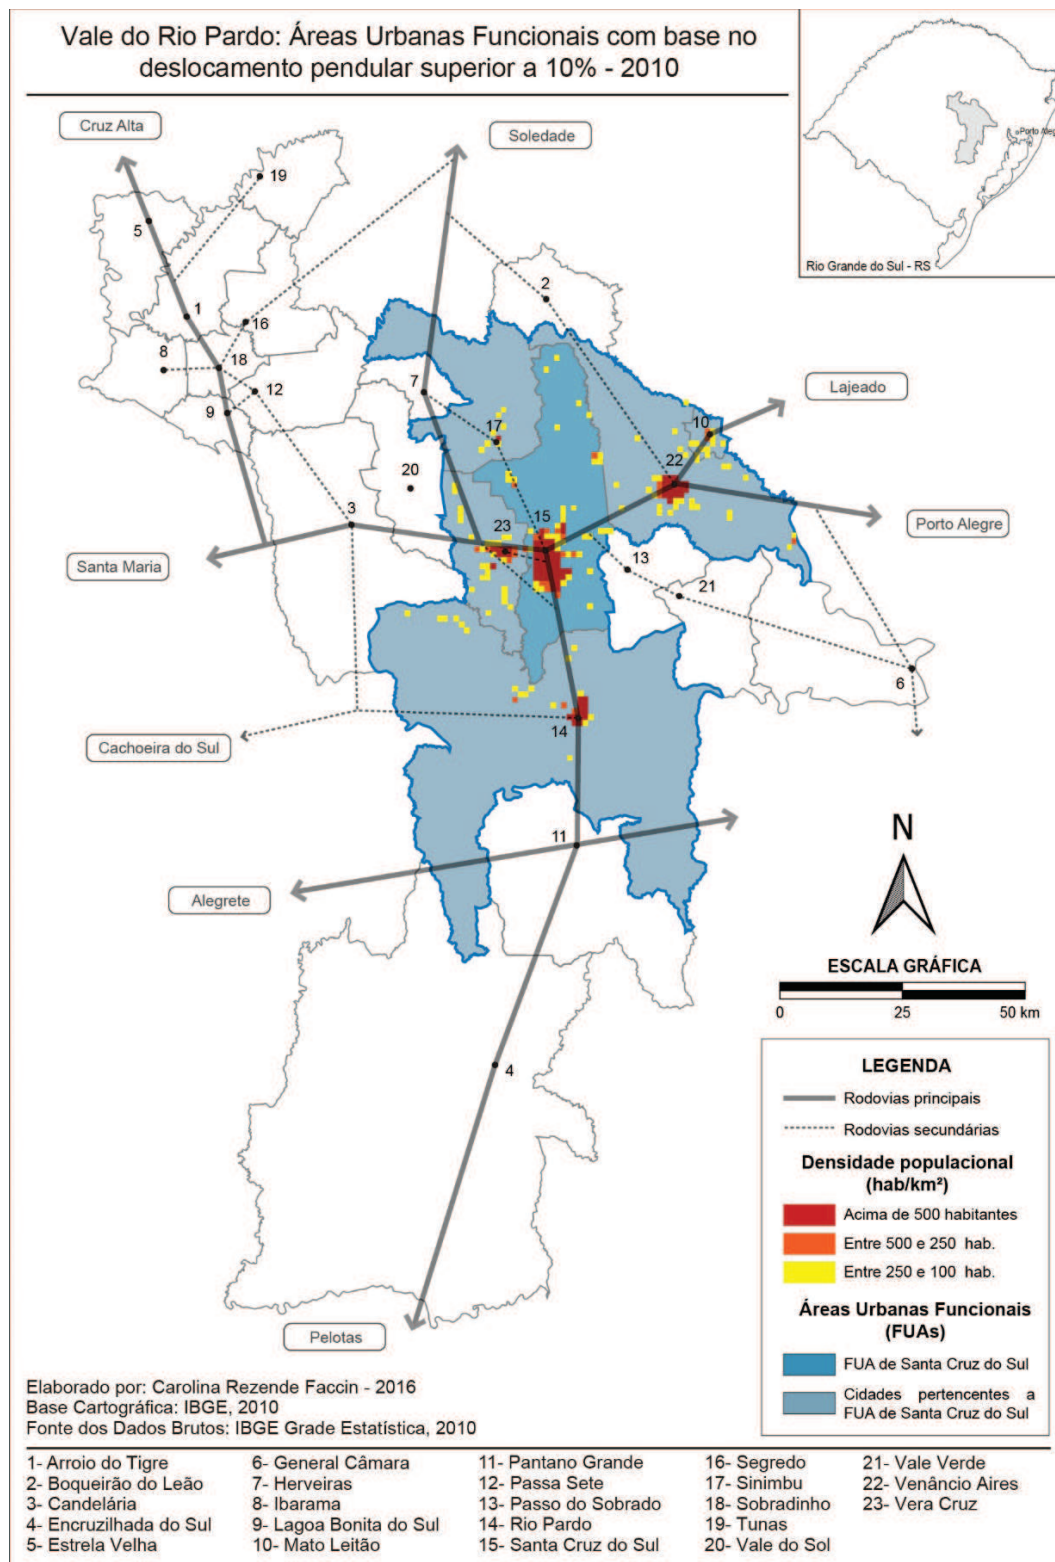 Vale do Rio Pardo: Áreas Urbanas Funcionais com base no
deslocamento pendular superior a 10% - 2010
Cruz Alta
Soledade
Porto Aleg
Rio Grande do Sul - RS
19
5
2
1
16
8
18
7
12
Lajeado
9
10
17
22
20
3
15
23
Porto Alegre
13
Santa Maria
21
6
14
Cachoeira do Sul
11
N
Alegrete
ESCALA GRÁFICA
0 25 50 km
4
Pelotas
LEGENDA
Rodovias principais
Rodovias secundárias
Densidade populacional
(hab/km²)
Acima de 500 habitantes
Entre 500 e 250 hab.
Entre 250 e 100 hab.
Áreas Urbanas Funcionais
(FUAs)
FUA de Santa Cruz do Sul
Cidades pertencentes a
FUA de Santa Cruz do Sul
Elaborado por: Carolina Rezende Faccin - 2016
Base Cartográfica: IBGE, 2010
Fonte dos Dados Brutos: IBGE Grade Estatística, 2010
1- Arroio do Tigre
2- Boqueirão do Leão
3- Candelária
4- Encruzilhada do Sul
5- Estrela Velha
6- General Câmara
7- Herveiras
8- Ibarama
9- Lagoa Bonita do Sul
10- Mato Leitão
11- Pantano Grande
12- Passa Sete
13- Passo do Sobrado
14- Rio Pardo
15- Santa Cruz do Sul
16- Segredo
17- Sinimbu
18- Sobradinho
19- Tunas
20- Vale do Sol
21- Vale Verde
22- Venâncio Aires
23- Vera Cruz